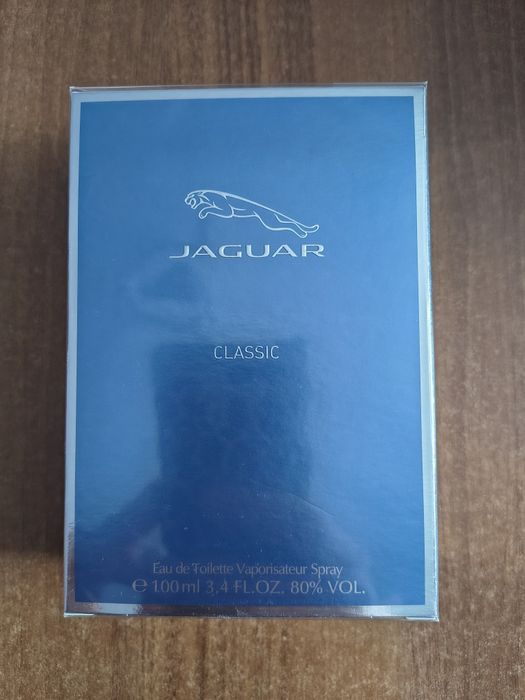 JAGUAR
CLASSIC
Eau de Toilette Vaporisateur Spray
℮ 100 ml 3.4 FL.OZ. 80% VOL.